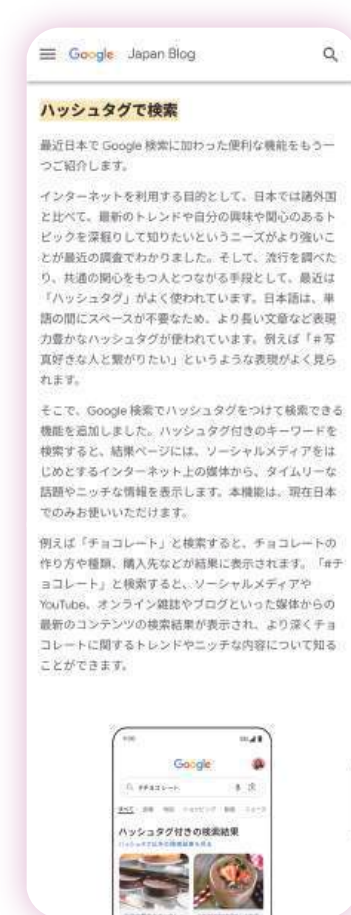 Google Japan Blog
ハッシュタグで検索
最近日本で Google 検索に加わった便利な機能をもう一
つご紹介します。
インターネットを利用する目的として、日本では諸外国
と比べて、最新のトレンドや自分の興味や関心のあるト
ピックを深掘りして知りたいというニーズがより強いこ
とが最近の調査でわかりました。そして、流行を調べた
り、共通の関心をもつ人とつながる手段として、最近は
「ハッシュタグ」がよく使われています。日本語は、単
語の間にスペースが不要なため、より長い文章など表現
力豊かなハッシュタグが使われています。例えば「＃写
真好きな人と繋がりたい」というような表現がよく見ら
れます。
そこで、Google 検索でハッシュタグをつけて検索できる
機能を追加しました。ハッシュタグ付きのキーワードを
検索すると、結果ページには、ソーシャルメディアをは
じめとするインターネット上の媒体から、タイムリーな
話題やニッチな情報を表示します。本機能は、現在日本
でのみお使いいただけます。
例えば「チョコレート」と検索すると、チョコレートの
作り方や種類、購入先などが結果に表示されます。「#チ
ョコレート」と検索すると、ソーシャルメディアや
YouTube、オンライン雑誌やブログといった媒体からの
最新のコンテンツの検索結果が表示され、より深くチョ
コレートに関するトレンドやニッチな内容について知る
ことができます。
Google
#チョコレート
すべて
ハッシュタグ付きの検索結果